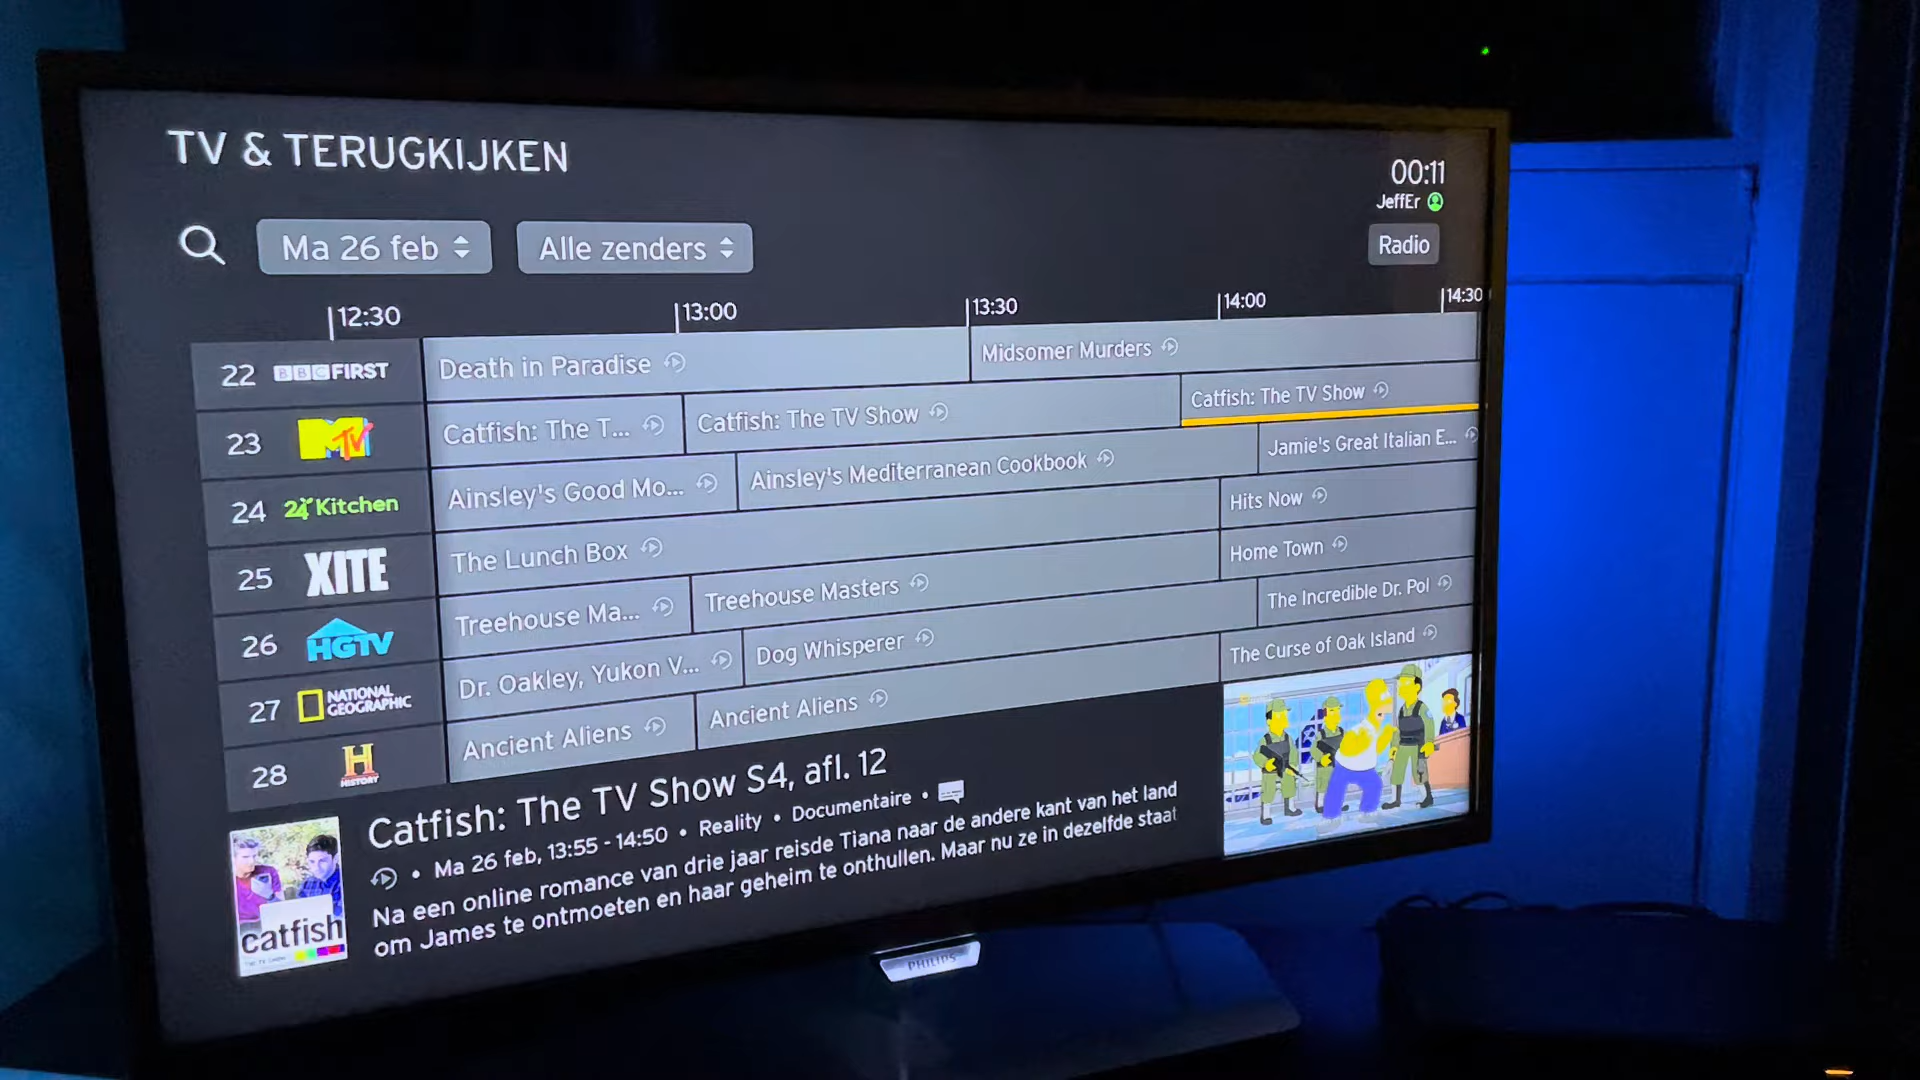 TV & TERUGKIJKEN
00:11
JeffEr
Ma 26 feb
Alle zenders
Radio
12:30 13:00 13:30 14:00 14:30
22 BBC FIRST Death in Paradise Midsomer Murders
23 MTV Catfish: The T... Catfish: The TV Show Catfish: The TV Show
24 24Kitchen Ainsley's Good Mo... Ainsley's Mediterranean Cookbook Jamie's Great Italian E...
25 XITE The Lunch Box Hits Now
26 HGTV Treehouse Ma... Treehouse Masters Home Town
27 NATIONAL GEOGRAPHIC Dr. Oakley, Yukon V... Dog Whisperer The Incredible Dr. Pol
28 H HISTORY Ancient Aliens Ancient Aliens The Curse of Oak Island
Catfish: The TV Show S4, afl. 12
• Ma 26 feb, 13:55 - 14:50 • Reality • Documentaire •
Na een online romance van drie jaar reisde Tiana naar de andere kant van het land
om James te ontmoeten en haar geheim te onthullen. Maar nu ze in dezelfde staat
catfish
PHILIPS